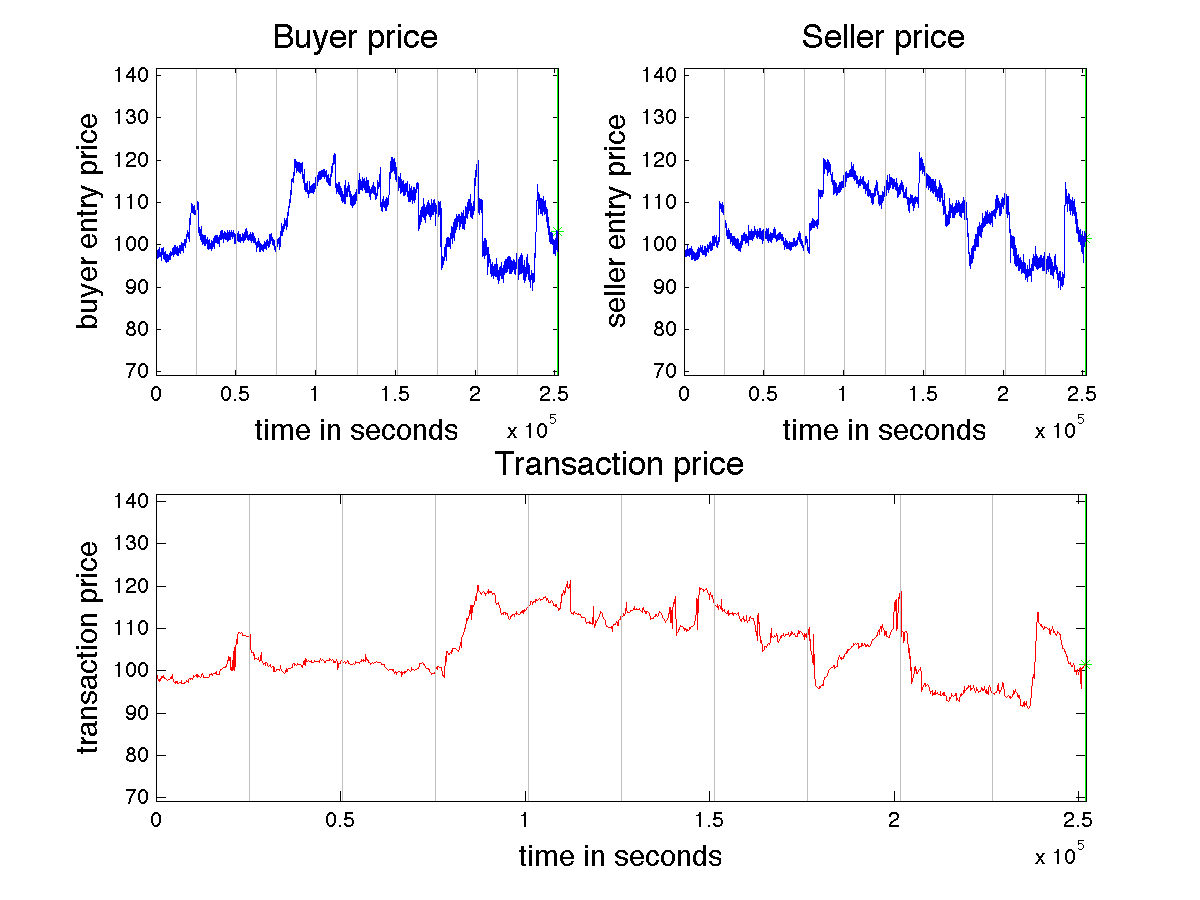 Buyer price
Seller price
140
130
120
110
100
90
80
70
buyer entry price
0 0.5 1 1.5 2 2.5
x 10^5
time in seconds
140
130
120
110
100
90
80
70
seller entry price
0 0.5 1 1.5 2 2.5
x 10^5
time in seconds
Transaction price
140
130
120
110
100
90
80
70
transaction price
0 0.5 1 1.5 2 2.5
x 10^5
time in seconds